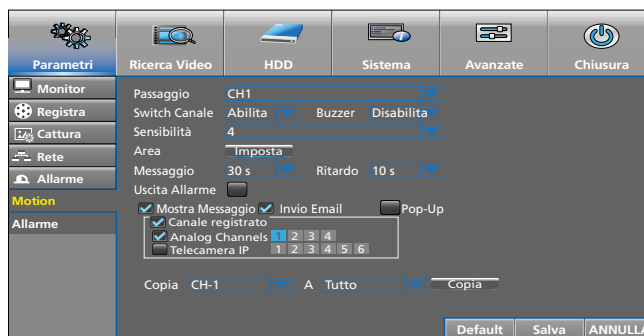 Parametri Ricerca Video HDD Sistema Avanzate Chiusura
Monitor
Registra
Cattura
Rete
Allarme
Motion
Allarme
Passaggio CH1
Switch Canale Abilita Buzzer Disabilita
Sensibilità 4
Area Imposta
Messaggio 30 s Ritardo 10 s
Uscita Allarme
Mostra Messaggio Invio Email Pop-Up
Canale registrato
Analog Channels 1 2 3 4
Telecamera IP 1 2 3 4 5 6
Copia CH-1 A Tutto Copia
Default Salva ANNULLA